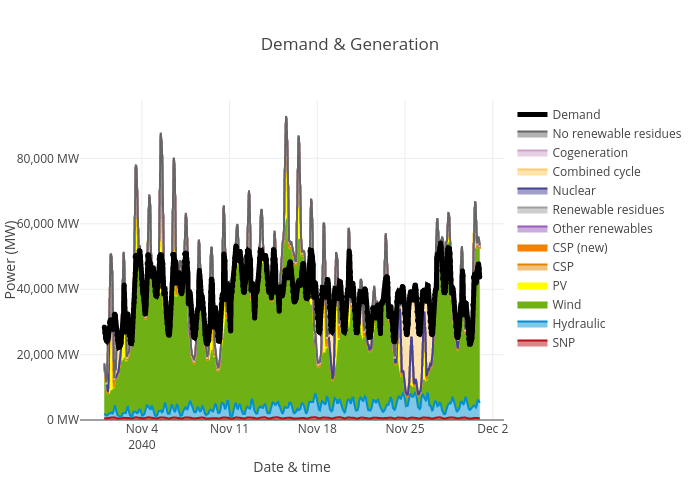 Demand & Generation
Power (MW)
80,000 MW
60,000 MW
40,000 MW
20,000 MW
0 MW
Nov 4
2040
Nov 11
Nov 18
Nov 25
Dec 2
Date & time
Demand
No renewable residues
Cogeneration
Combined cycle
Nuclear
Renewable residues
Other renewables
CSP (new)
CSP
PV
Wind
Hydraulic
SNP